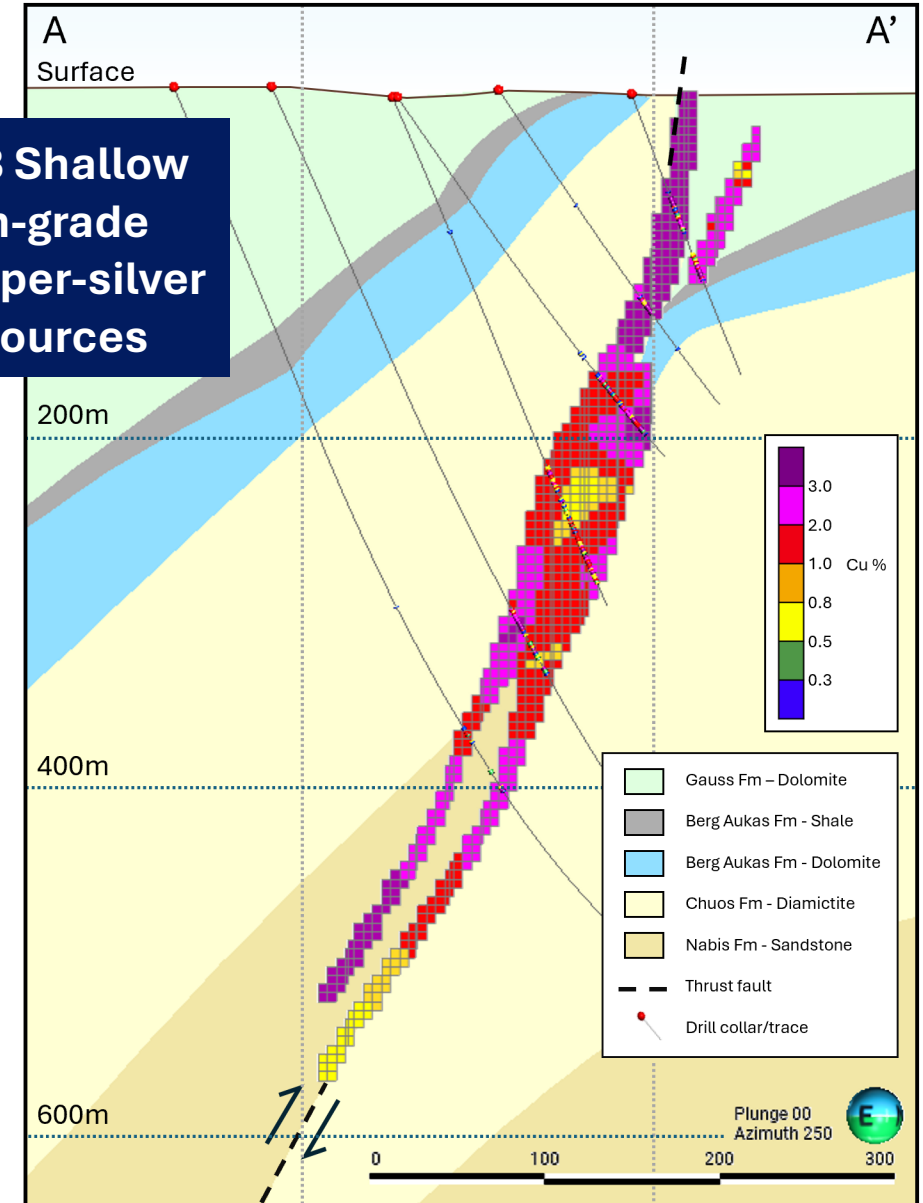 A
A’
Surface
Shallow
-grade
per-silver
ources
200m
400m
600m
3.0
2.0
1.0
0.8
0.5
0.3
Cu %
Gauss Fm – Dolomite
Berg Aukas Fm - Shale
Berg Aukas Fm - Dolomite
Chuos Fm - Diamictite
Nabis Fm - Sandstone
Thrust fault
Drill collar/trace
Plunge 00
Azimuth 250
E
0
100
200
300